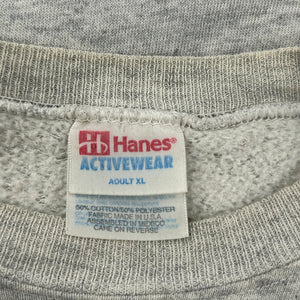 Hanes®
ACTIVEWEAR
ADULT XL
50% COTTON/50% POLYESTER
FABRIC MADE IN U.S.A.
ASSEMBLED IN MEXICO
CARE ON REVERSE